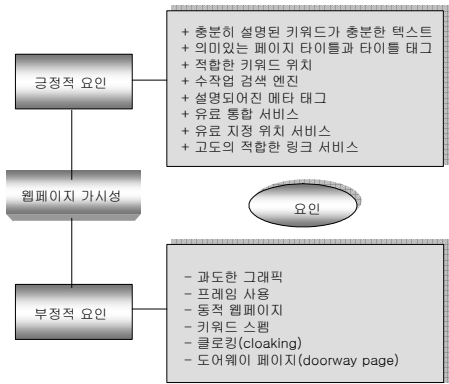 긍정적 요인
+ 충분히 설명된 키워드가 충분한 텍스트
+ 의미있는 페이지 타이틀과 타이틀 태그
+ 적합한 키워드 위치
+ 수작업 검색 엔진
+ 설명되어진 메타 태그
+ 유료 통합 서비스
+ 유료 지정 위치 서비스
+ 고도의 적합한 링크 서비스
웹페이지 가시성
요인
부정적 요인
- 과도한 그래픽
- 프레임 사용
- 동적 웹페이지
- 키워드 스펨
- 클로킹(cloaking)
- 도어웨이 페이지(doorway page)